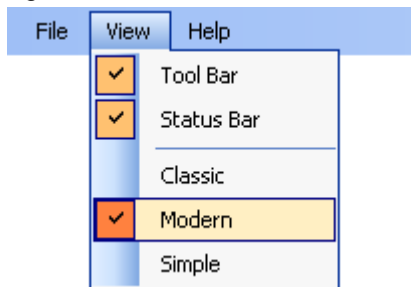 File View Help
Tool Bar
Status Bar
Classic
Modern
Simple